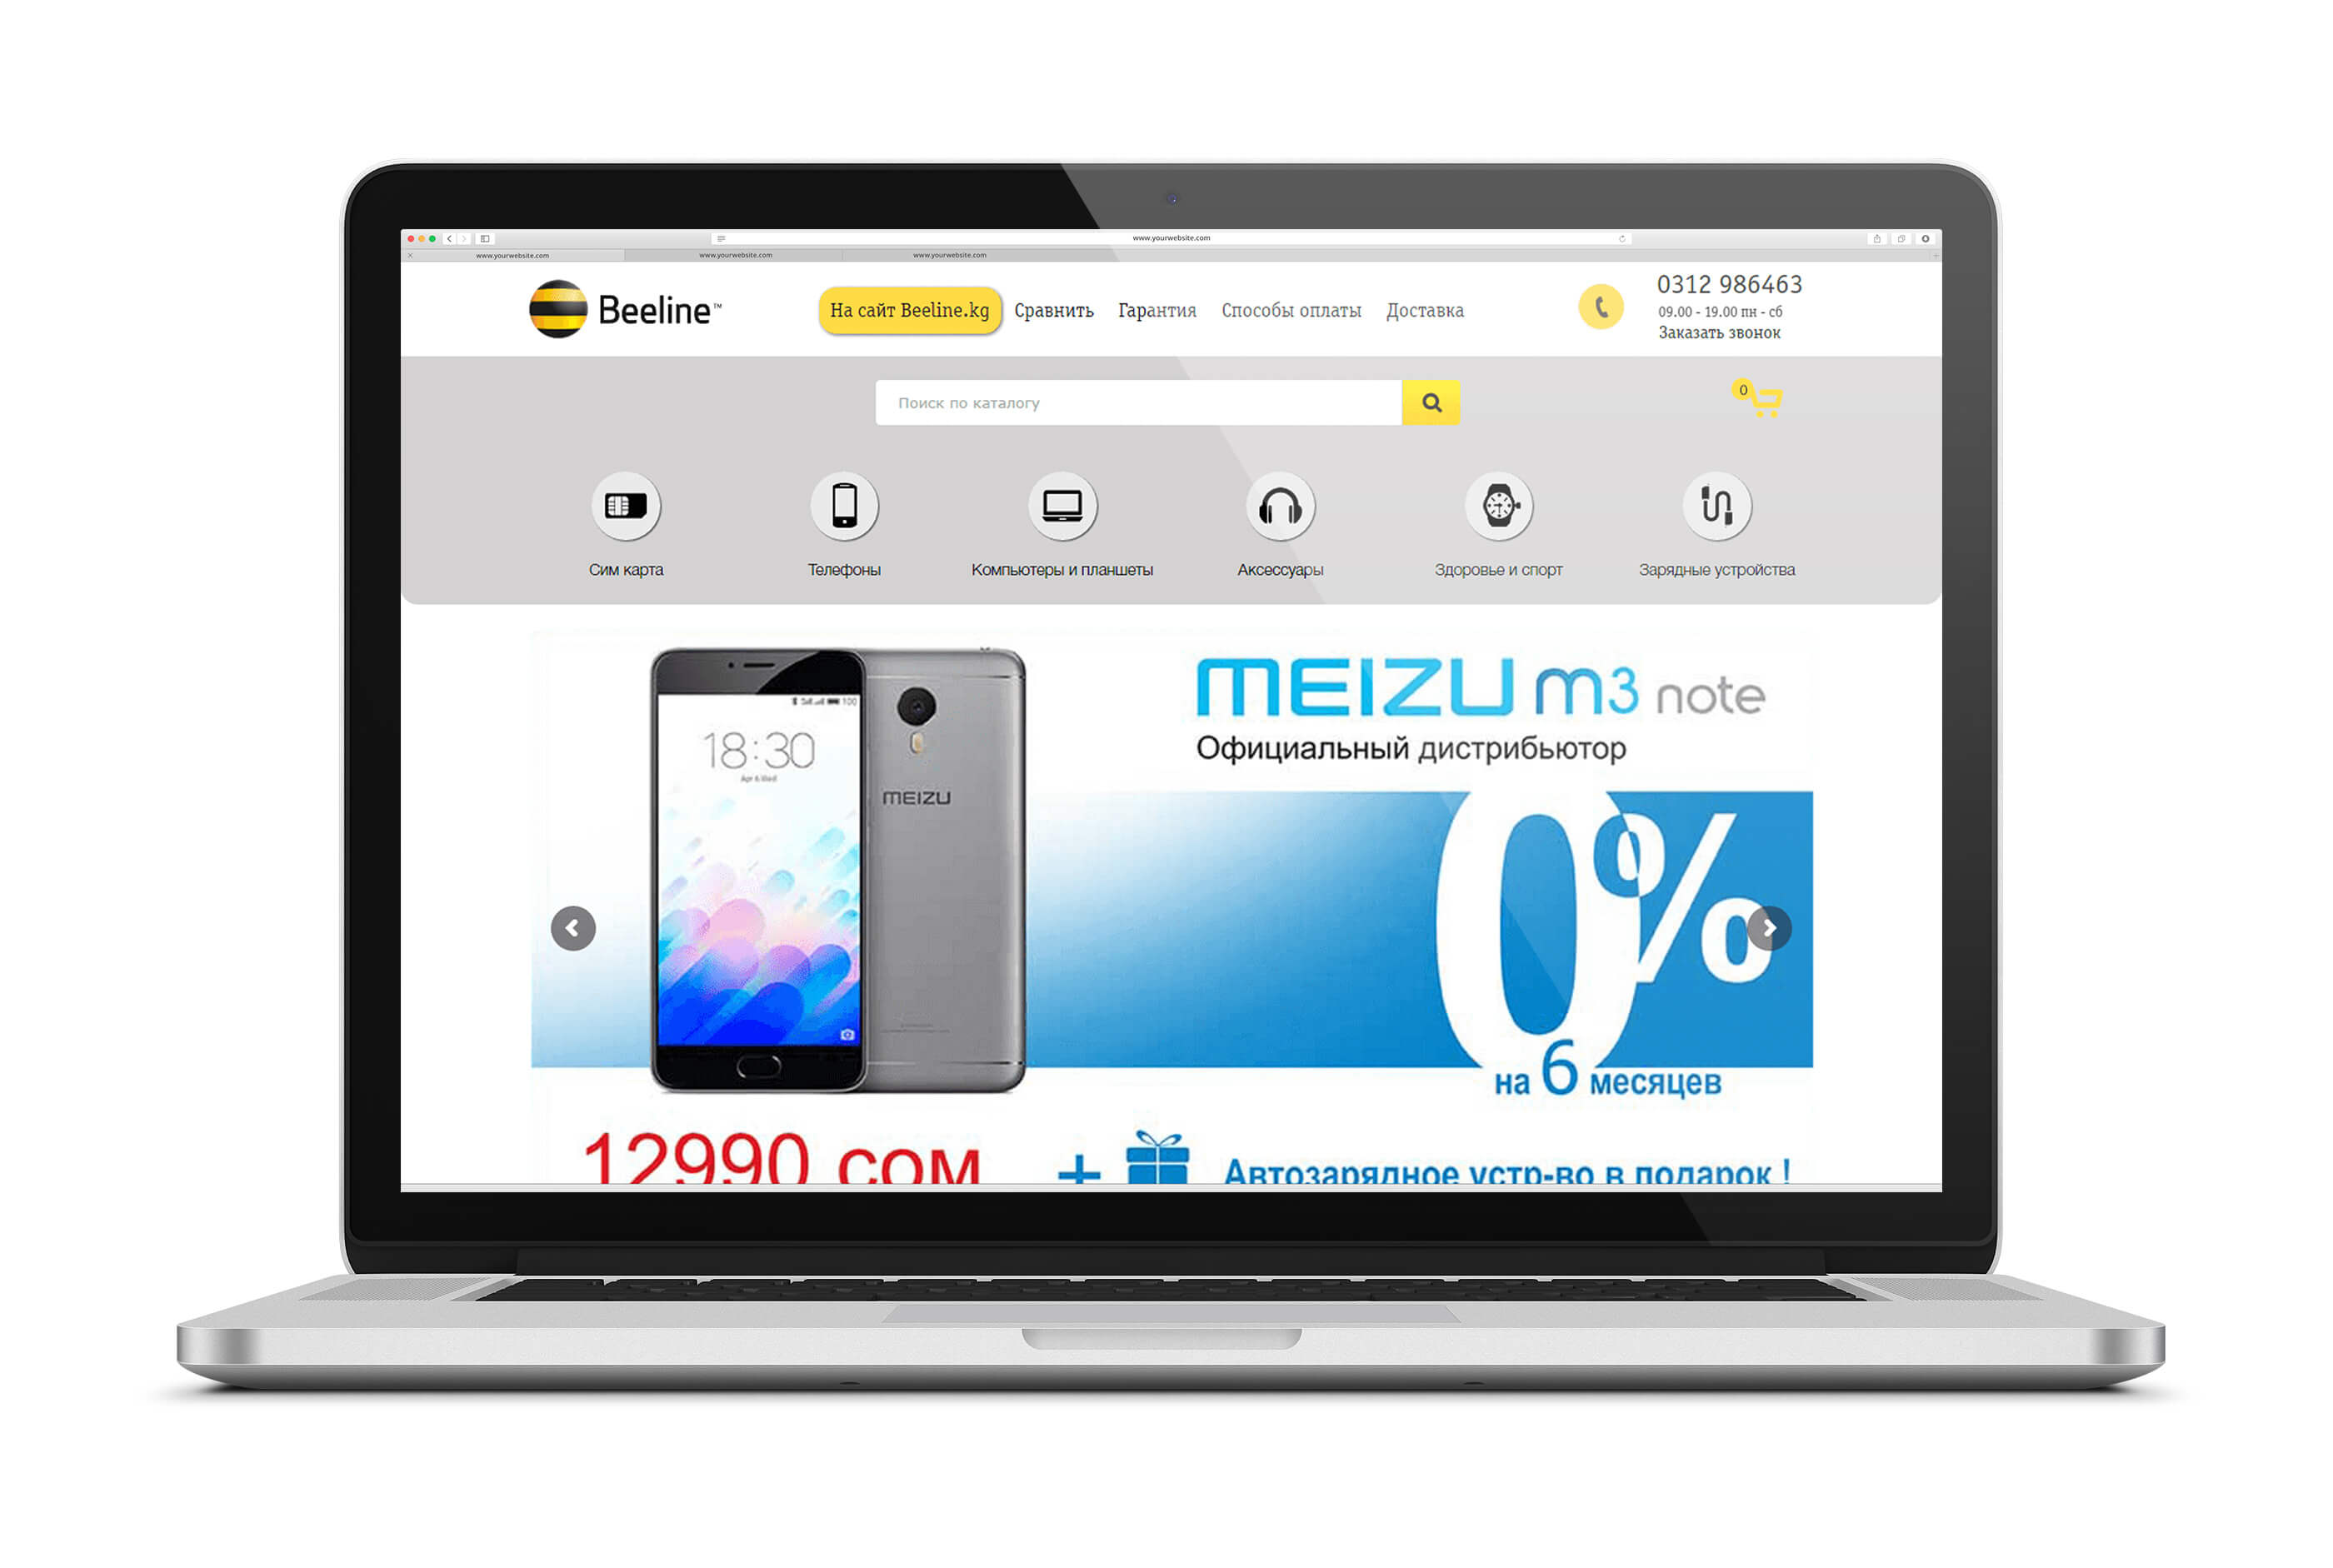 www.yourwebsite.com
www.yourwebsite.com www.yourwebsite.com www.yourwebsite.com
Beeline™
На сайт Beeline.kg Сравнить Гарантия Способы оплаты Доставка
0312 986463
09.00 - 19.00 пн - сб
Заказать звонок
Поиск по каталогу
0
Сим карта Телефоны Компьютеры и планшеты Аксессуары Здоровье и спорт Зарядные устройства
MEIZU m3 note
Официальный дистрибьютор
100
18:30
MEIZU
0%
на 6 месяцев
12990 сом + Автозарядное устр-во в подарок !